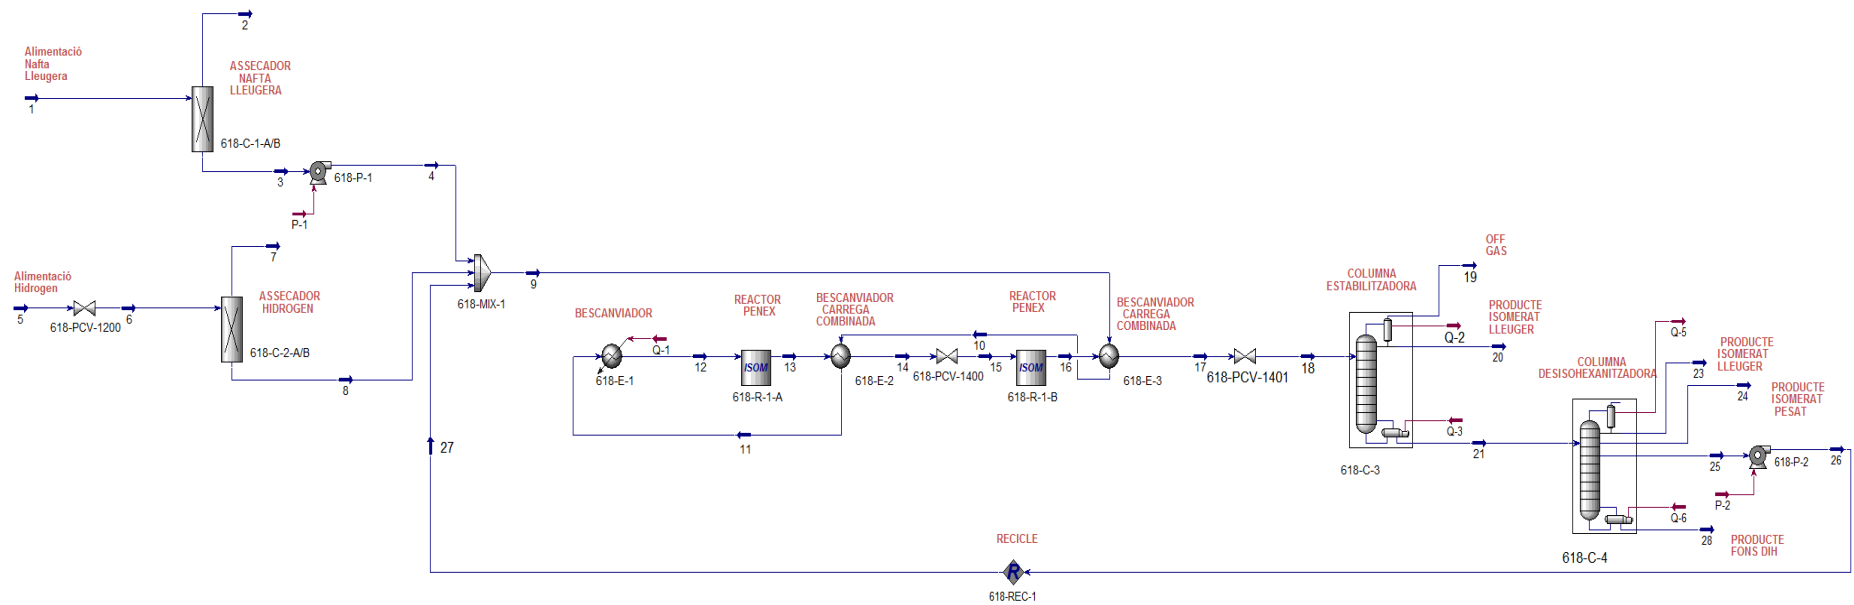 2
Alimentació
Nafta
Lleugera
1
ASSECADOR
NAFTA
LLEUGERA
618-C-1-A/B
3
618-P-1
4
P-1
7
Alimentació
Hidrogen
5
618-PCV-1200
6
ASSECADOR
HIDROGEN
618-C-2-A/B
8
618-MIX-1
9
27
BESCANVIADOR
Q-1
618-E-1
12
REACTOR
PENEX
ISOM
618-R-1-A
13
BESCANVIADOR
CARREGA
COMBINADA
618-E-2
11
14
618-PCV-1400
10
15
REACTOR
PENEX
ISOM
618-R-1-B
16
BESCANVIADOR
CARREGA
COMBINADA
618-E-3
17
618-PCV-1401
18
COLUMNA
ESTABILITZADORA
OFF
GAS
19
Q-2
PRODUCTE
ISOMERAT
LLEUGER
20
Q-3
618-C-3
21
COLUMNA
DESISOHEXANITZADORA
Q-5
PRODUCTE
ISOMERAT
LLEUGER
23
PRODUCTE
ISOMERAT
PESAT
24
25
618-P-2
26
P-2
Q-6
28
PRODUCTE
FONS DIH
618-C-4
RECICLE
R
618-REC-1